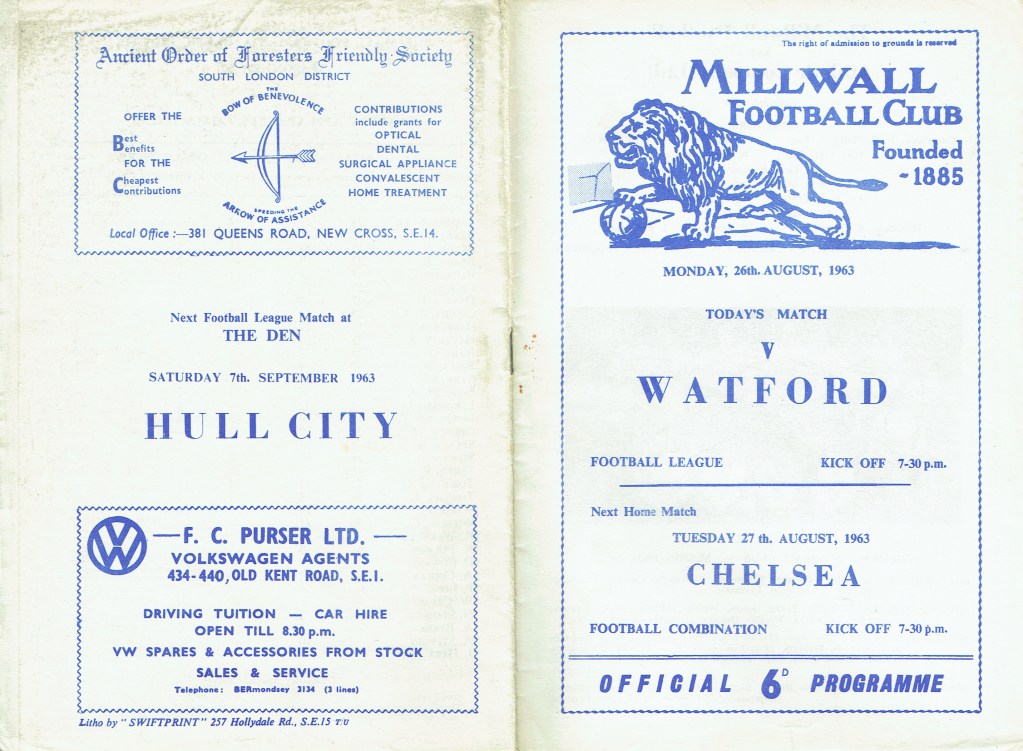 Ancient Order of Foresters Friendly Society
SOUTH LONDON DISTRICT
OFFER THE
Best
Benefits
FOR THE
Cheapest
Contributions
THE
BOW OF BENEVOLENCE
SPEEDING THE
ARROW OF ASSISTANCE
CONTRIBUTIONS
include grants for
OPTICAL
DENTAL
SURGICAL APPLIANCE
CONVALESCENT
HOME TREATMENT
Local Office :—381 QUEENS ROAD, NEW CROSS, S.E.14.
Next Football League Match at
THE DEN
SATURDAY 7th. SEPTEMBER 1963
HULL CITY
VW
— F. C. PURSER LTD. —
VOLKSWAGEN AGENTS
434-440, OLD KENT ROAD, S.E.1.
DRIVING TUITION — CAR HIRE
OPEN TILL 8.30 p.m.
VW SPARES & ACCESSORIES FROM STOCK
SALES & SERVICE
Telephone: BERmondsey 3134 (3 lines)
Litho by "SWIFTPRINT" 257 Hollydale Rd., S.E.15 T/U
The right of admission to grounds is reserved
MILLWALL
FOOTBALL CLUB
Founded
-1885
MONDAY, 26th. AUGUST, 1963
TODAY'S MATCH
V
WATFORD
FOOTBALL LEAGUE KICK OFF 7-30 p.m.
Next Home Match
TUESDAY 27 th. AUGUST, 1963
CHELSEA
FOOTBALL COMBINATION KICK OFF 7-30 p.m.
OFFICIAL 6D PROGRAMME